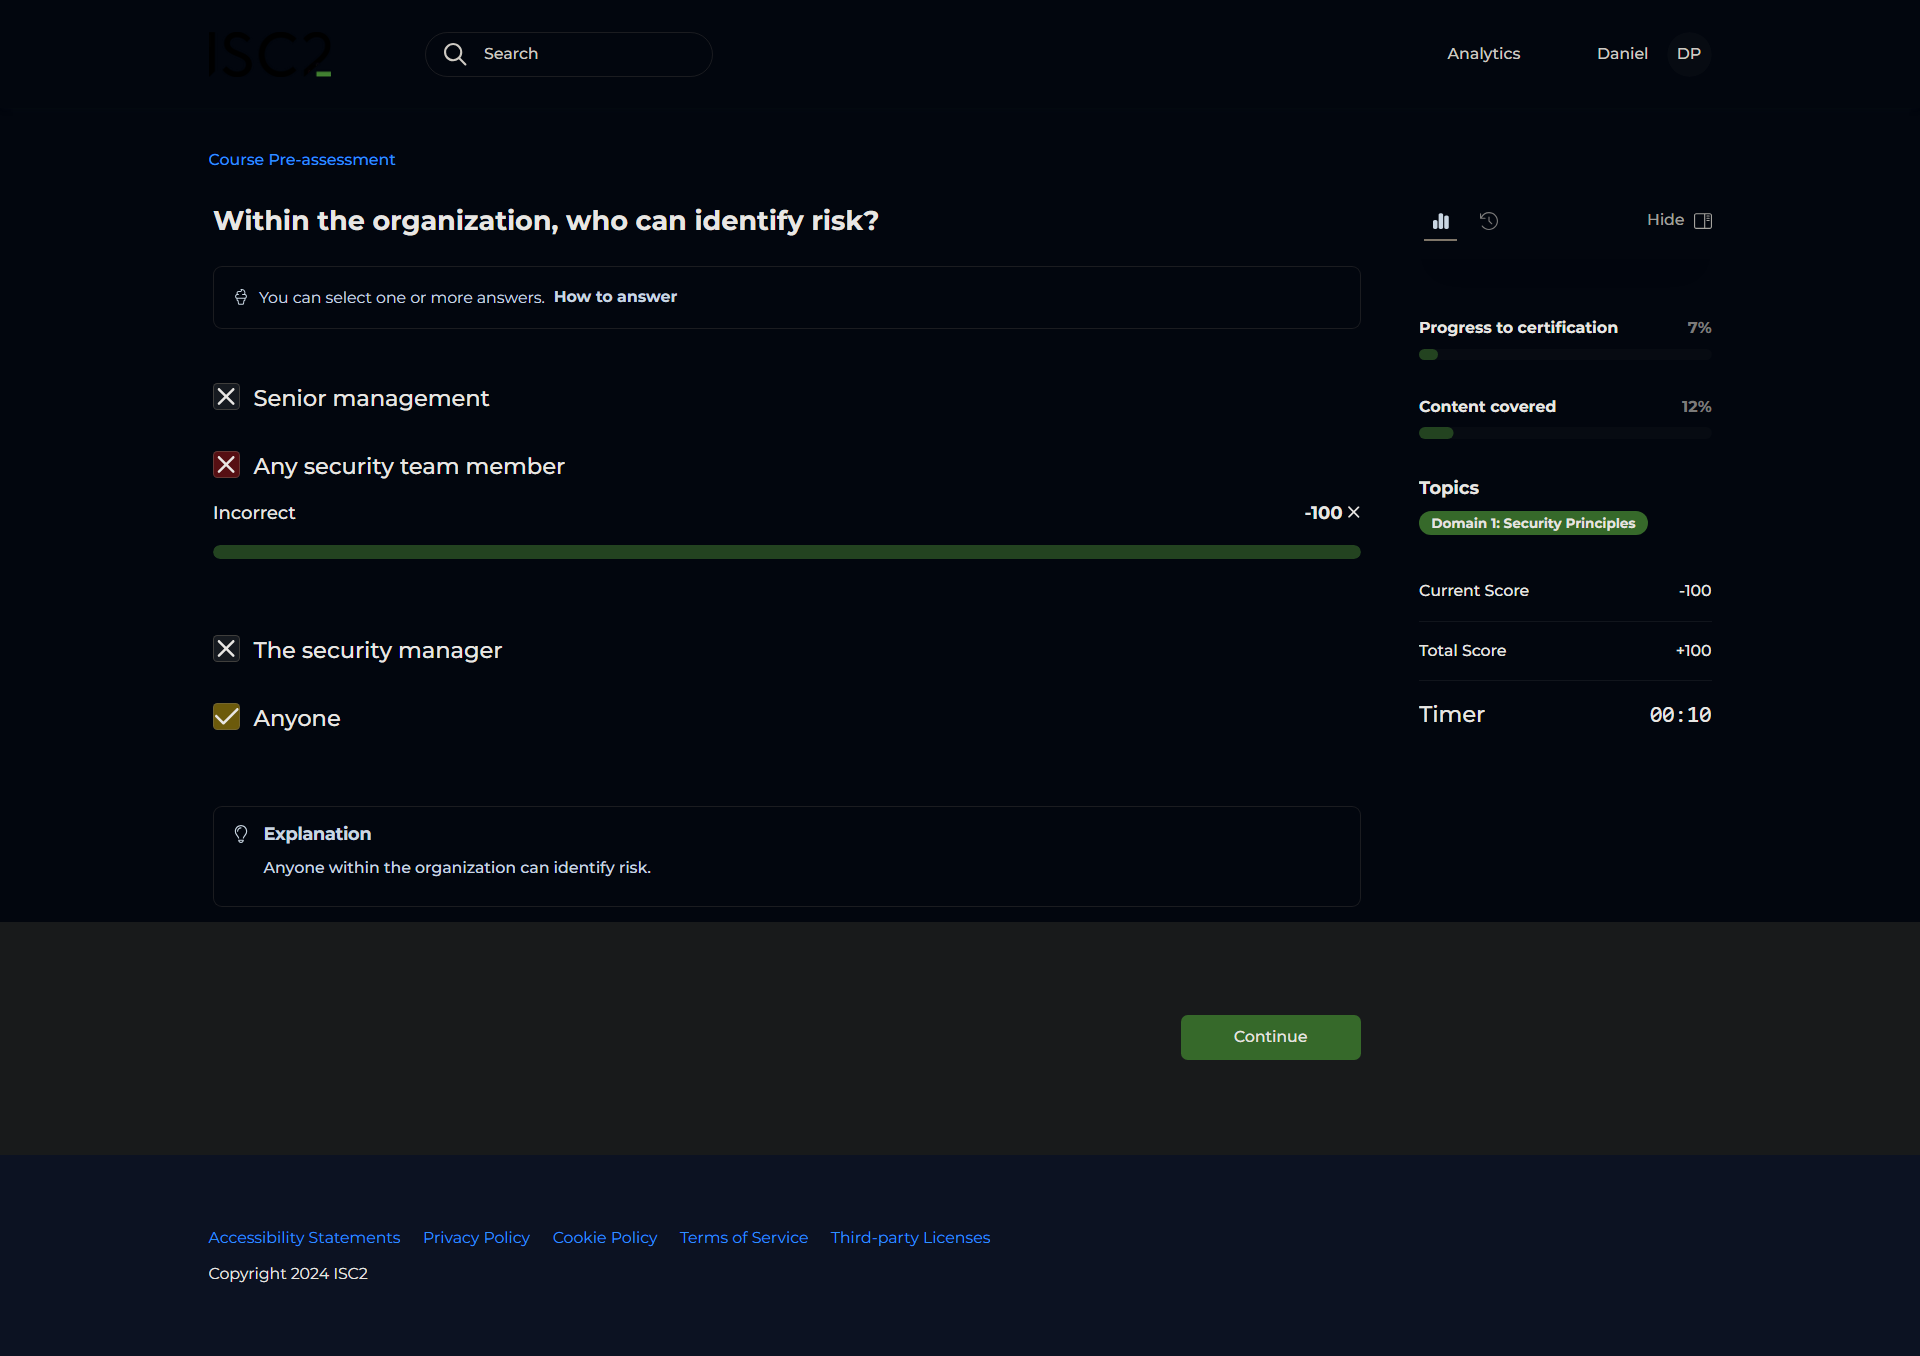 ISC2
Search
Analytics
Daniel
DP
Course Pre-assessment
Within the organization, who can identify risk?
Hide
You can select one or more answers. How to answer
Progress to certification 7%
Content covered 12%
Senior management
Any security team member
Incorrect -100
Topics
Domain 1: Security Principles
Current Score -100
The security manager
Total Score +100
Anyone
Timer 00:10
Explanation
Anyone within the organization can identify risk.
Continue
Accessibility Statements Privacy Policy Cookie Policy Terms of Service Third-party Licenses
Copyright 2024 ISC2